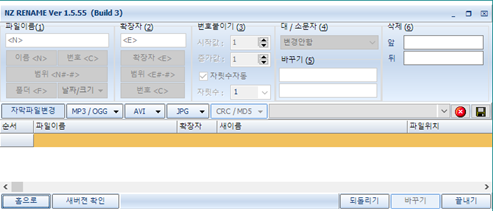 NZ RENAME Ver 1.5.55 (Build 3)
파일이름(1)
<N>
이름 <N> 번호 <C>
범위 <N#-#>
폴더 <F> 날짜/크기
확장자 (2)
<E>
확장자 <E>
범위 <E#-#>
번호 <C>
번호붙이기 (3)
시작값 : 1
증가값 : 1
자릿수자동
자릿수 : 1
대 / 소문자 (4)
변경안함
바꾸기 (5)
삭제 (6)
앞
뒤
자막파일변경 MP3 / OGG AVI JPG CRC / MD5
순서 파일이름 확장자 새이름 파일위치
홈으로 새버젼 확인 되돌리기 바꾸기 끝내기